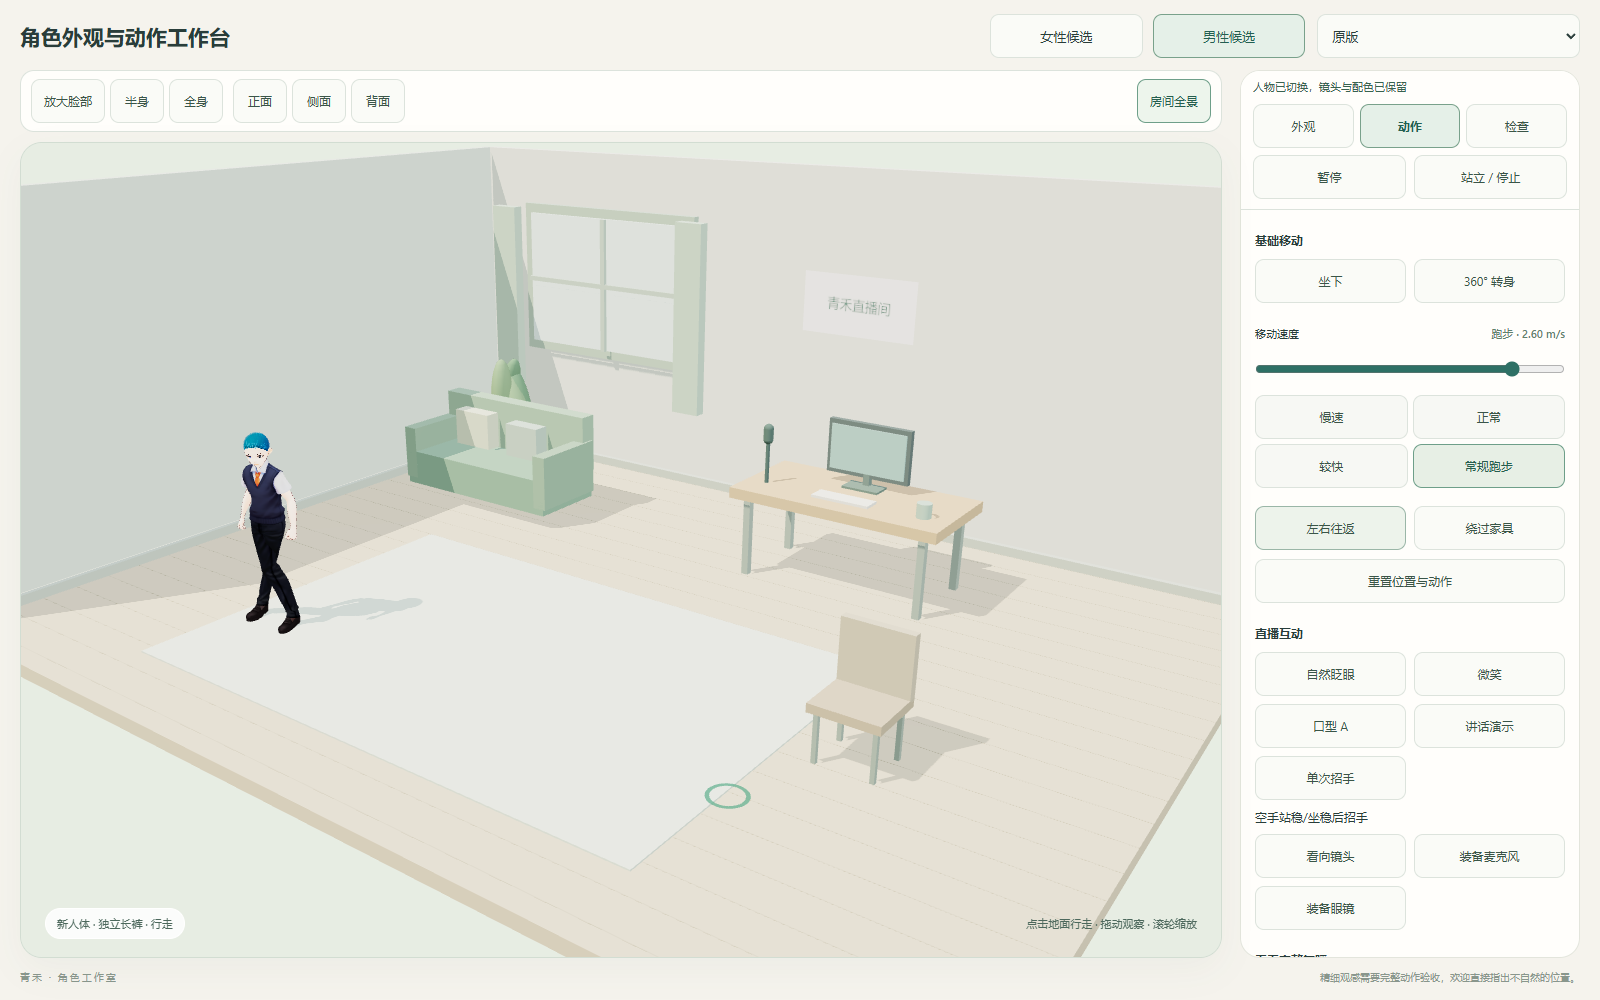 角色外观与动作工作台
女性候选
男性候选
原版
放大脸部
半身
全身
正面
侧面
背面
房间全景
人物已切换，镜头与配色已保留
外观
动作
检查
暂停
站立 / 停止
基础移动
坐下
360° 转身
移动速度
跑步 · 2.60 m/s
慢速
正常
较快
常规跑步
左右往返
绕过家具
重置位置与动作
直播互动
自然眨眼
微笑
口型 A
讲话演示
单次招手
空手站稳/坐稳后招手
看向镜头
装备麦克风
装备眼镜
青禾直播间
新人体 · 独立长裤 · 行走
点击地面行走 · 拖动观察 · 滚轮缩放
青禾 · 角色工作室
精细观感需要完整动作验收，欢迎直接指出不自然的位置。